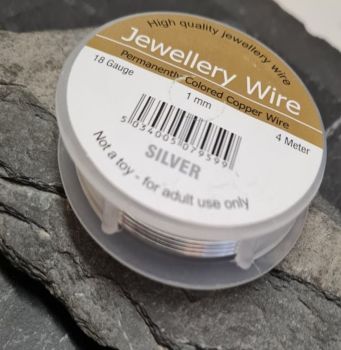 High quality jewellery wire
Jewellery Wire
Permanently Colored Copper Wire
18 Gauge
1 mm
4 Meter
5 034005 079599
SILVER
Not a toy - for adult use only